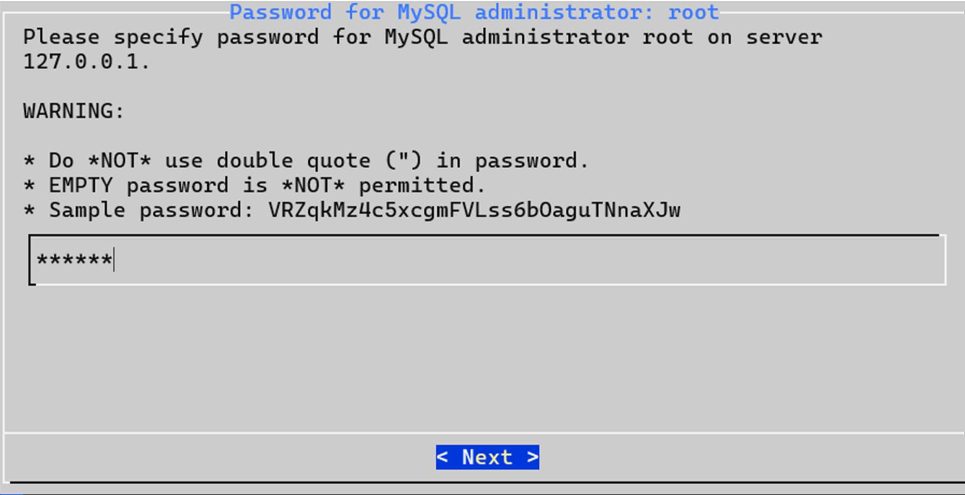 Password for MySQL administrator: root
Please specify password for MySQL administrator root on server
127.0.0.1.
WARNING:
* Do *NOT* use double quote (") in password.
* EMPTY password is *NOT* permitted.
* Sample password: VRZqkMz4c5xcgmFVLss6bOaguTNnaXJw
******
< Next >